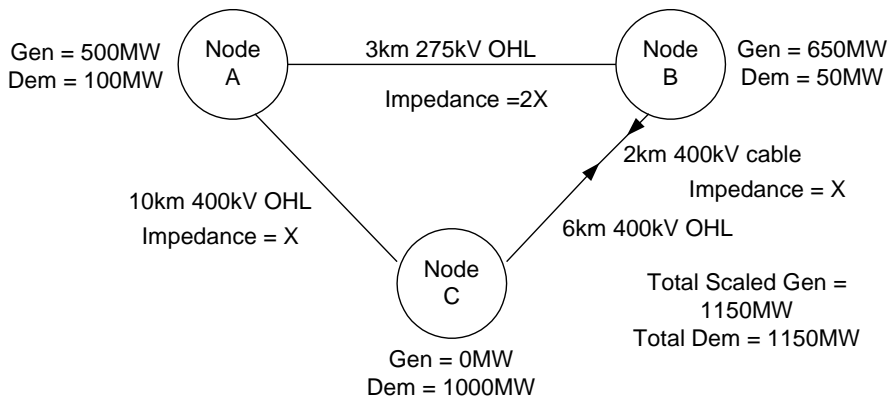 Gen = 500MW
Dem = 100MW
Node
A
3km 275kV OHL
Impedance =2X
Node
B
Gen = 650MW
Dem = 50MW
2km 400kV cable
Impedance = X
10km 400kV OHL
Impedance = X
6km 400kV OHL
Node
C
Total Scaled Gen =
1150MW
Total Dem = 1150MW
Gen = 0MW
Dem = 1000MW